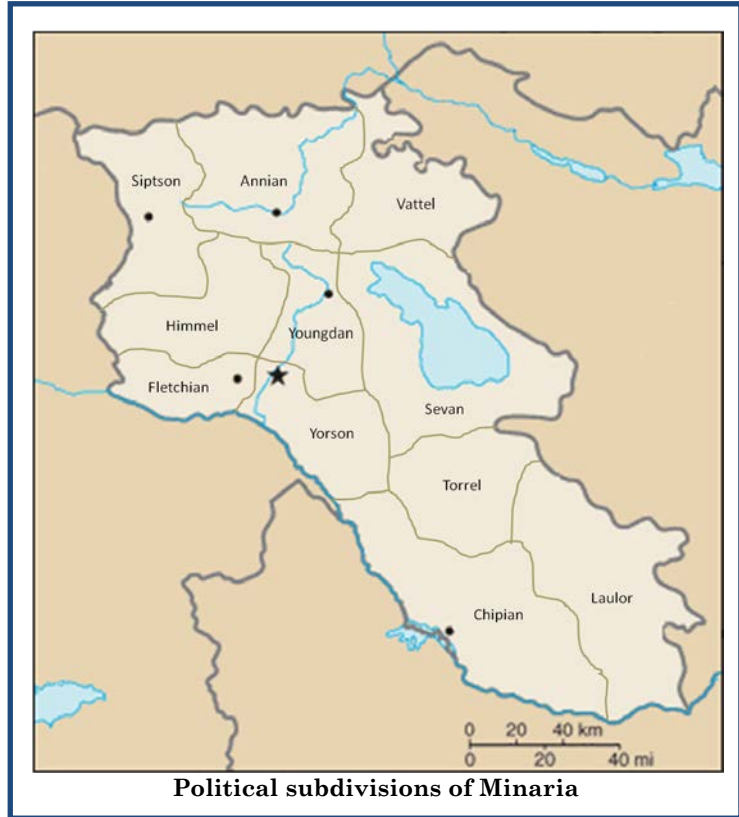 Siptson
Annian
Vattel
Himmel
Youngdan
Fletchian
Sevan
Yorson
Torrel
Laulor
Chipian
0 20 40 km
0 20 40 mi
Political subdivisions of Minaria